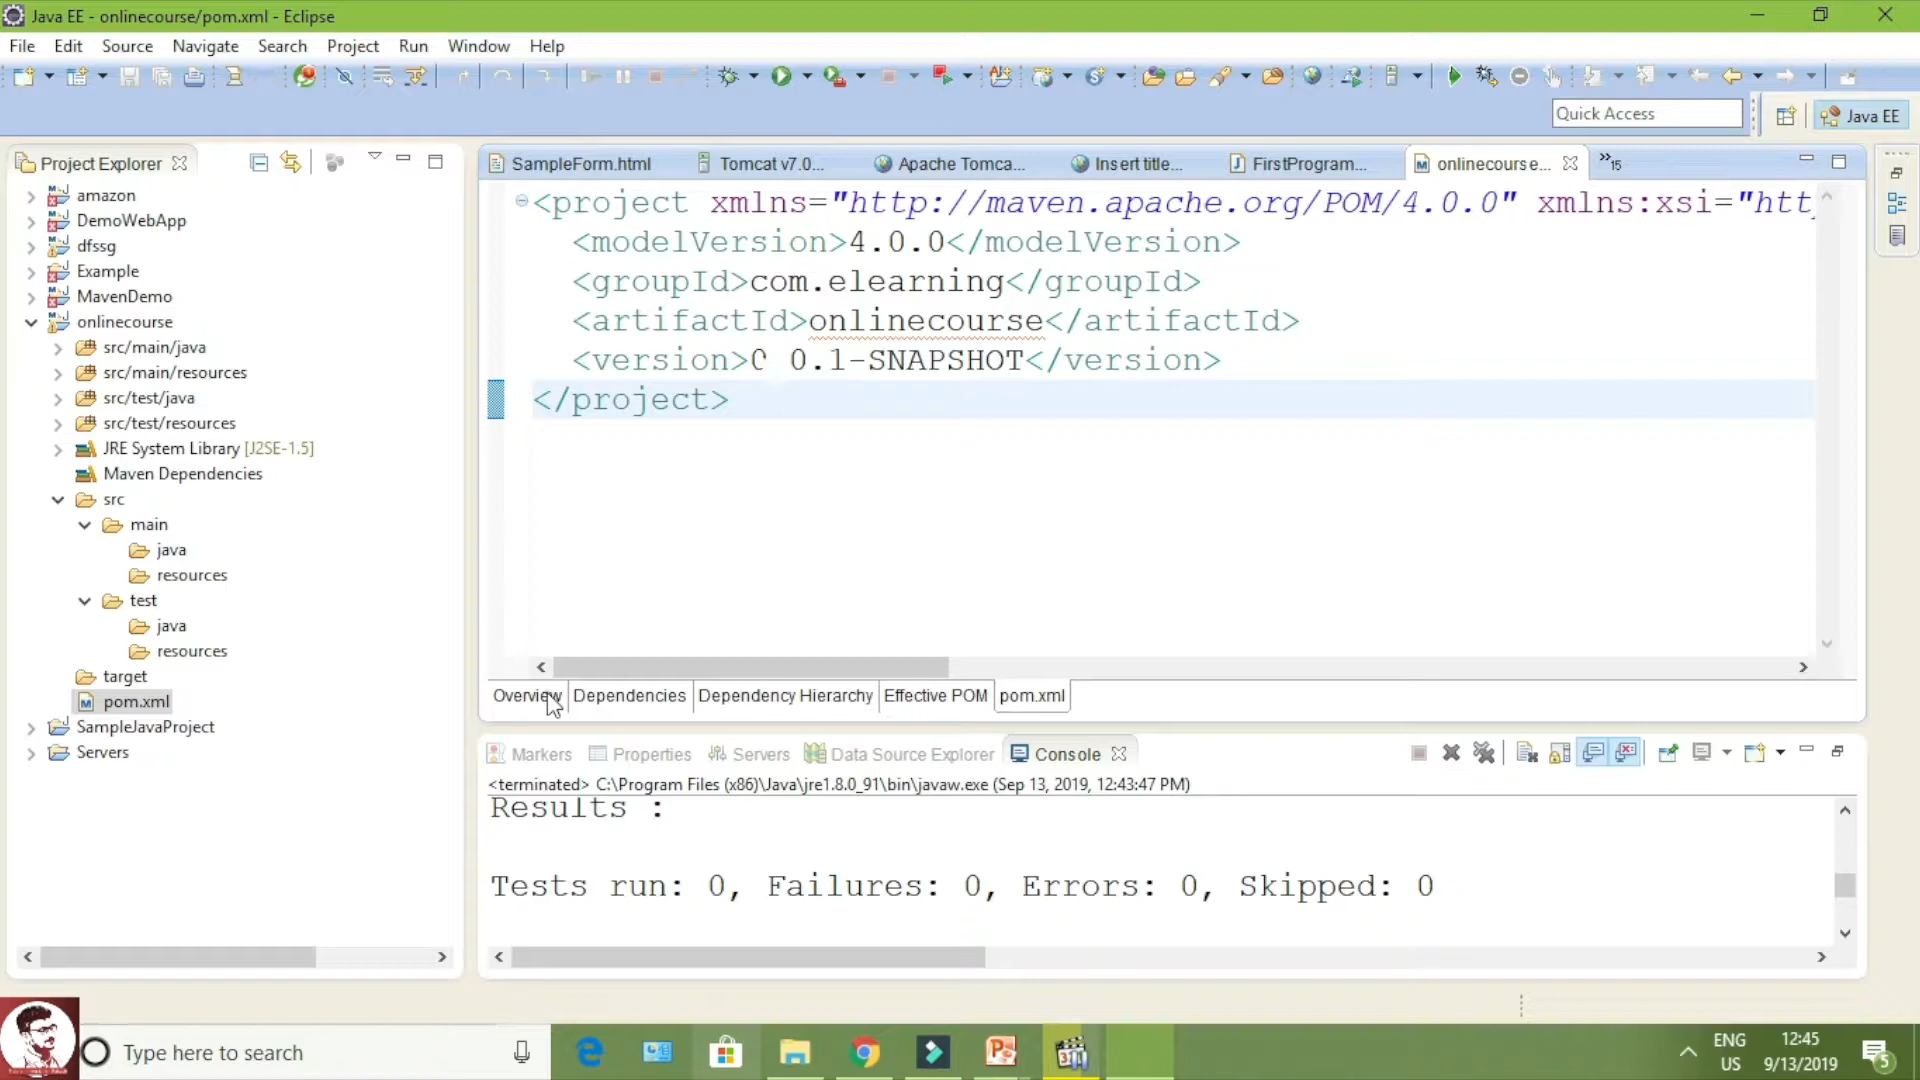 Java EE - onlinecourse/pom.xml - Eclipse
File Edit Source Navigate Search Project Run Window Help
Quick Access
Java EE
Project Explorer
amazon
DemoWebApp
dfssg
Example
MavenDemo
onlinecourse
src/main/java
src/main/resources
src/test/java
src/test/resources
JRE System Library [J2SE-1.5]
Maven Dependencies
src
main
java
resources
test
java
resources
target
pom.xml
SampleJavaProject
Servers
SampleForm.html Tomcat v7.0... Apache Tomca... Insert title... FirstProgram... onlinecourse... »15
<project xmlns="http://maven.apache.org/POM/4.0.0" xmlns:xsi="htt
<modelVersion>4.0.0</modelVersion>
<groupId>com.elearning</groupId>
<artifactId>onlinecourse</artifactId>
<version>0 0.1-SNAPSHOT</version>
</project>
Overview Dependencies Dependency Hierarchy Effective POM pom.xml
Markers Properties Servers Data Source Explorer Console
<terminated> C:\Program Files (x86)\Java\jre1.8.0_91\bin\javaw.exe (Sep 13, 2019, 12:43:47 PM)
Results :
Tests run: 0, Failures: 0, Errors: 0, Skipped: 0
Type here to search
ENG
US
12:45
9/13/2019
5